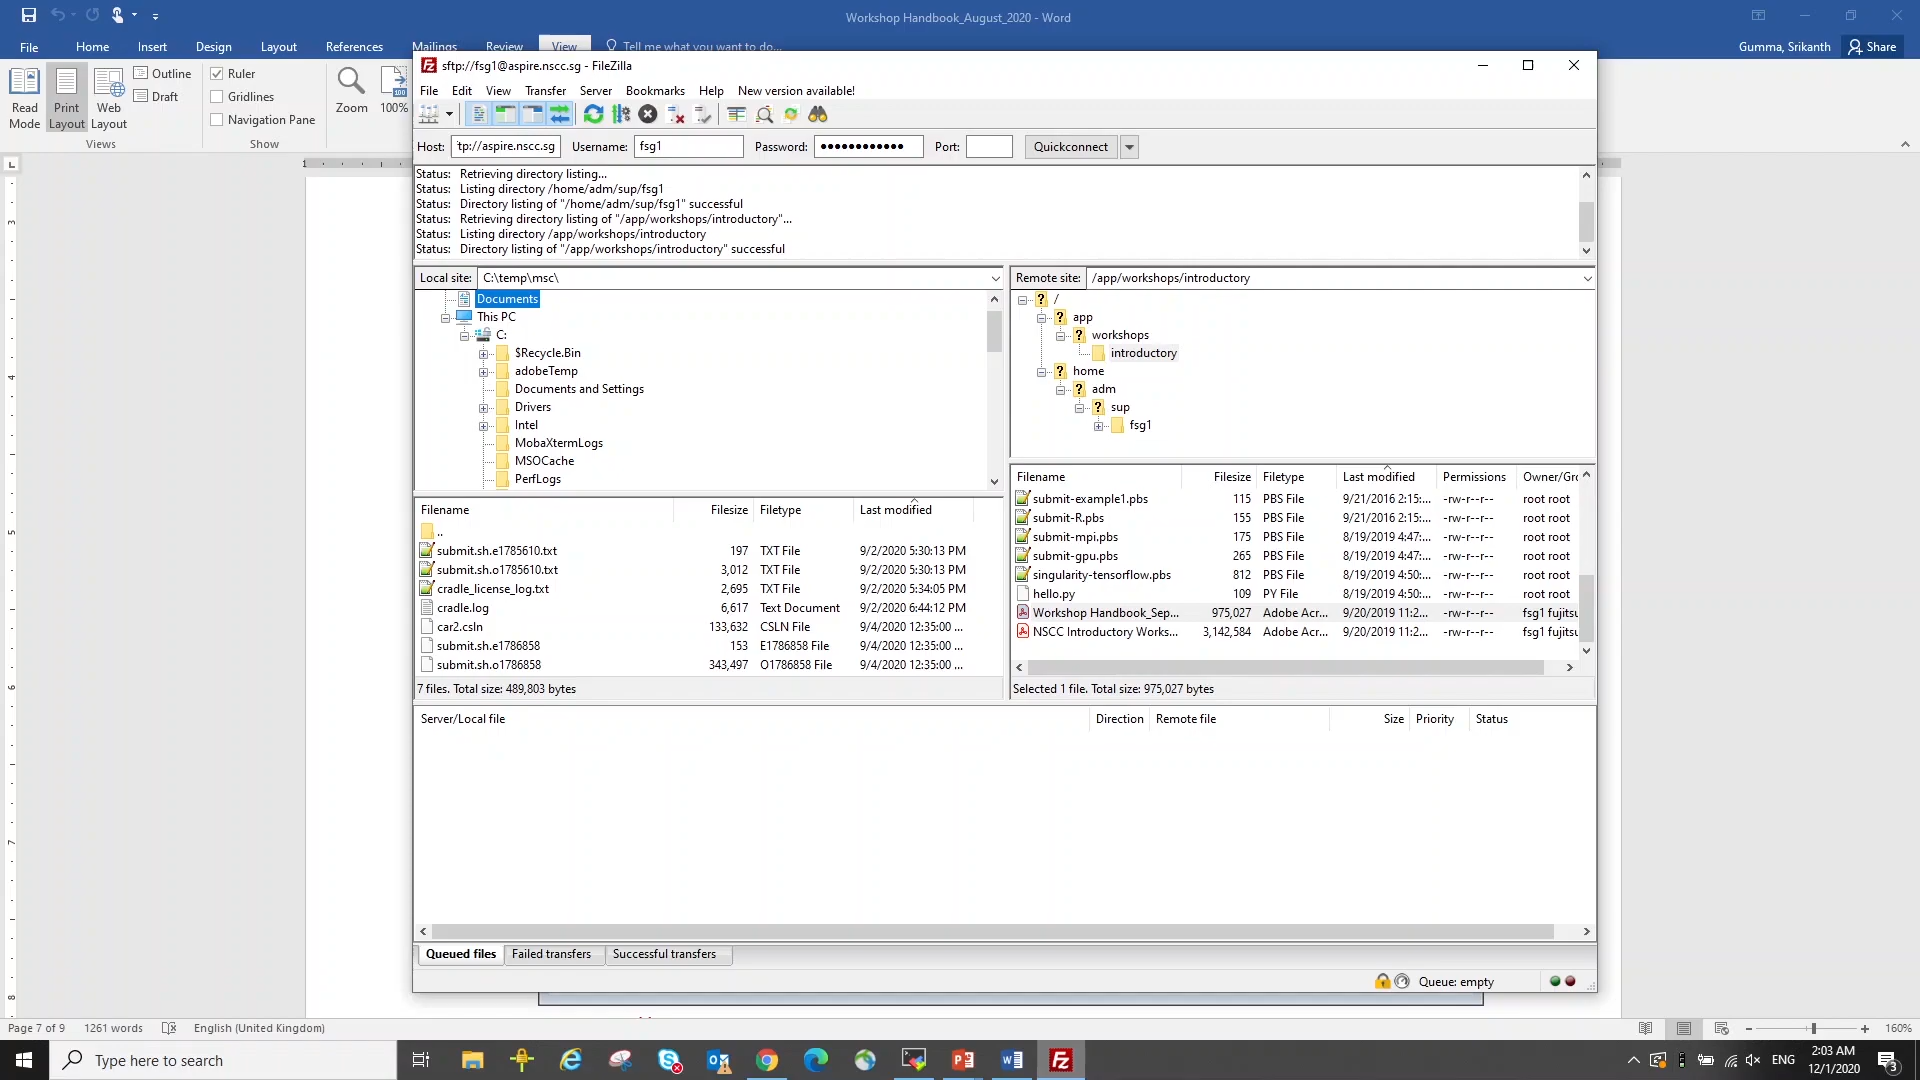 Workshop Handbook_August_2020 - Word
File Home Insert Design Layout References Mailings Review View Tell me what you want to do...
Gumma, Srikanth Share
Read Mode
Print Layout
Web Layout
Outline
Draft
Views
Ruler
Gridlines
Navigation Pane
Show
Zoom
100%
sftp://fsg1@aspire.nscc.sg - FileZilla
File Edit View Transfer Server Bookmarks Help New version available!
Host: tp://aspire.nscc.sg Username: fsg1 Password: ●●●●●●●●●●●● Port: Quickconnect
Status: Retrieving directory listing...
Status: Listing directory /home/adm/sup/fsg1
Status: Directory listing of "/home/adm/sup/fsg1" successful
Status: Retrieving directory listing of "/app/workshops/introductory"...
Status: Listing directory /app/workshops/introductory
Status: Directory listing of "/app/workshops/introductory" successful
Local site: C:\temp\msc\
Documents
This PC
C:
$Recycle.Bin
adobeTemp
Documents and Settings
Drivers
Intel
MobaXtermLogs
MSOCache
PerfLogs
Filename Filesize Filetype Last modified
..
submit.sh.e1785610.txt 197 TXT File 9/2/2020 5:30:13 PM
submit.sh.o1785610.txt 3,012 TXT File 9/2/2020 5:30:13 PM
cradle_license_log.txt 2,695 TXT File 9/2/2020 5:34:05 PM
cradle.log 6,617 Text Document 9/2/2020 6:44:12 PM
car2.csln 133,632 CSLN File 9/4/2020 12:35:00 ...
submit.sh.e1786858 153 E1786858 File 9/4/2020 12:35:00 ...
submit.sh.o1786858 343,497 O1786858 File 9/4/2020 12:35:00 ...
7 files. Total size: 489,803 bytes
Remote site: /app/workshops/introductory
/
app
workshops
introductory
home
adm
sup
fsg1
Filename Filesize Filetype Last modified Permissions Owner/Gr
submit-example1.pbs 115 PBS File 9/21/2016 2:15:... -rw-r--r-- root root
submit-R.pbs 155 PBS File 9/21/2016 2:15:... -rw-r--r-- root root
submit-mpi.pbs 175 PBS File 8/19/2019 4:47:... -rw-r--r-- root root
submit-gpu.pbs 265 PBS File 8/19/2019 4:47:... -rw-r--r-- root root
singularity-tensorflow.pbs 812 PBS File 8/19/2019 4:50:... -rw-r--r-- root root
hello.py 109 PY File 8/19/2019 4:50:... -rw-r--r-- root root
Workshop Handbook_Sep... 975,027 Adobe Acr... 9/20/2019 11:2... -rw-r--r-- fsg1 fujitsu
NSCC Introductory Works... 3,142,584 Adobe Acr... 9/20/2019 11:2... -rw-r--r-- fsg1 fujitsu
Selected 1 file. Total size: 975,027 bytes
Server/Local file Direction Remote file Size Priority Status
Queued files Failed transfers Successful transfers
Queue: empty
Page 7 of 9 1261 words English (United Kingdom) 160%
Type here to search
ENG
2:03 AM
12/1/2020
3